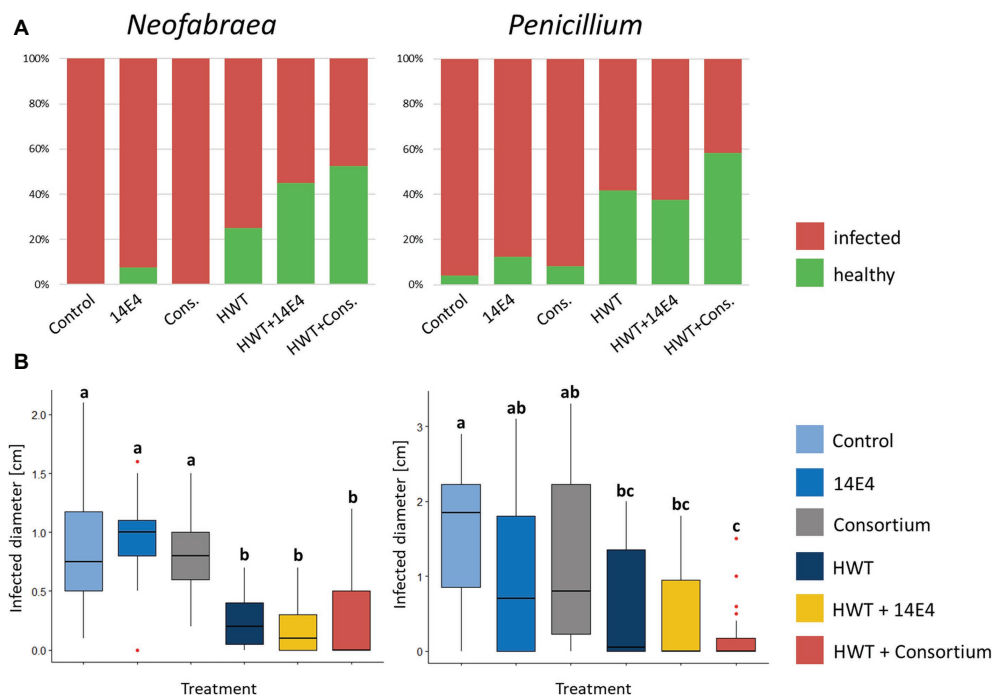 A
Neofabraea
Penicillium
100%
80%
60%
40%
20%
0%
Control
14E4
Cons.
HWT
HWT+14E4
HWT+Cons.
100%
80%
60%
40%
20%
0%
Control
14E4
Cons.
HWT
HWT+14E4
HWT+Cons.
infected
healthy
B
Infected diameter [cm]
2.0
1.5
1.0
0.5
0.0
a
a
a
b
b
b
Treatment
Infected diameter [cm]
3
2
1
0
a
ab
ab
bc
bc
c
Treatment
Control
14E4
Consortium
HWT
HWT + 14E4
HWT + Consortium